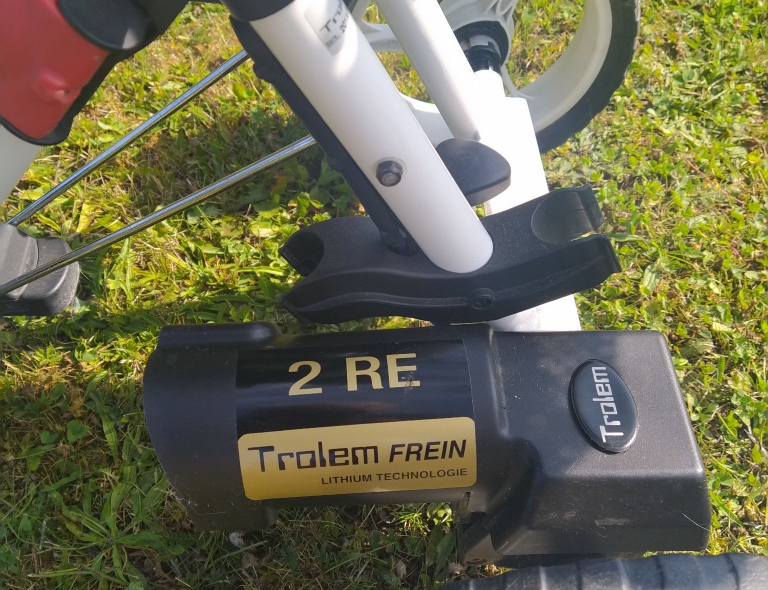 2 RE
Trolem FREIN
LITHIUM TECHNOLOGIE
Trolem